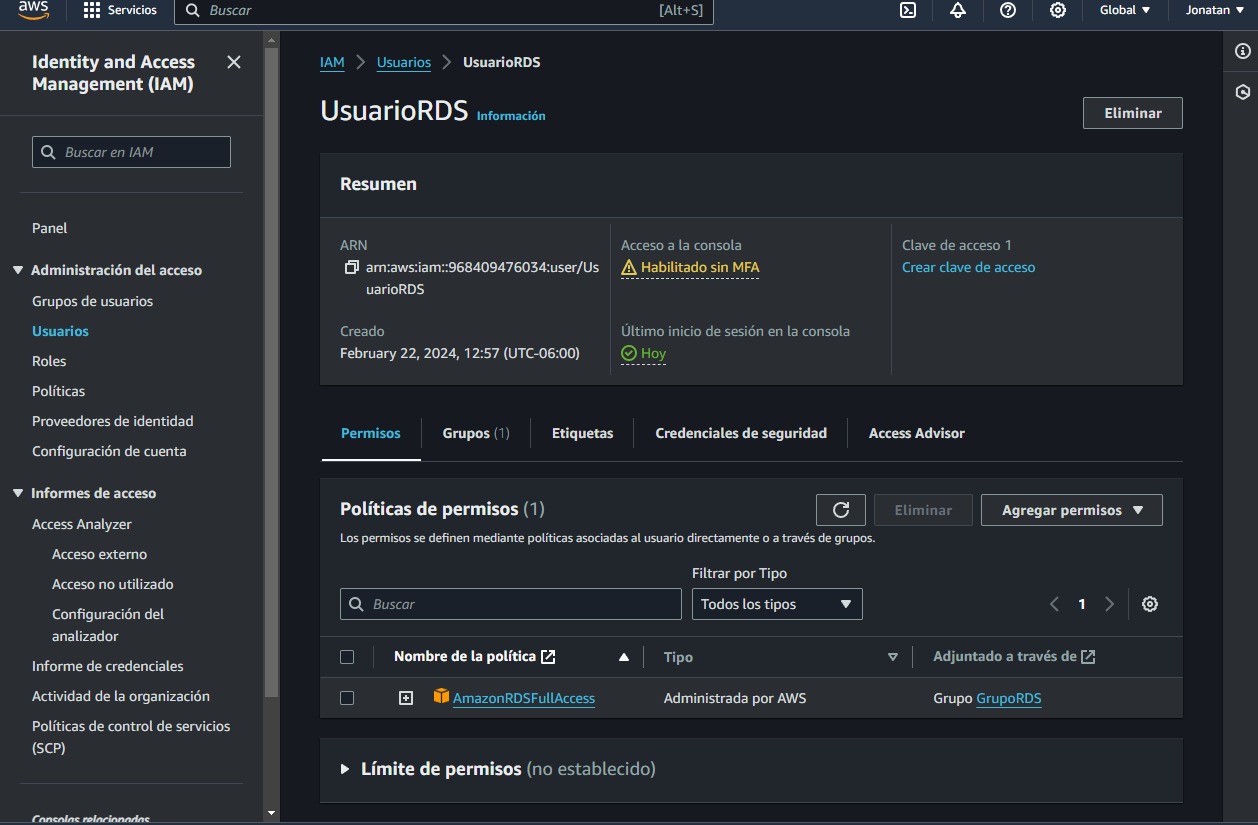 aws
Servicios
Buscar
[Alt+S]
Global
Jonatan
Identity and Access
Management (IAM)
Buscar en IAM
Panel
Administración del acceso
Grupos de usuarios
Usuarios
Roles
Políticas
Proveedores de identidad
Configuración de cuenta
Informes de acceso
Access Analyzer
Acceso externo
Acceso no utilizado
Configuración del
analizador
Informe de credenciales
Actividad de la organización
Políticas de control de servicios
(SCP)
Consolas relacionadas
IAM > Usuarios > UsuarioRDS
UsuarioRDS Información
Eliminar
Resumen
ARN
arn:aws:iam::968409476034:user/Us
uarioRDS
Acceso a la consola
Habilitado sin MFA
Clave de acceso 1
Crear clave de acceso
Creado
February 22, 2024, 12:57 (UTC-06:00)
Último inicio de sesión en la consola
Hoy
Permisos
Grupos (1)
Etiquetas
Credenciales de seguridad
Access Advisor
Políticas de permisos (1)
Eliminar
Agregar permisos
Los permisos se definen mediante políticas asociadas al usuario directamente o a través de grupos.
Filtrar por Tipo
Buscar
Todos los tipos
1
Nombre de la política
Tipo
Adjuntado a través de
AmazonRDSFullAccess
Administrada por AWS
Grupo GrupoRDS
Límite de permisos (no establecido)